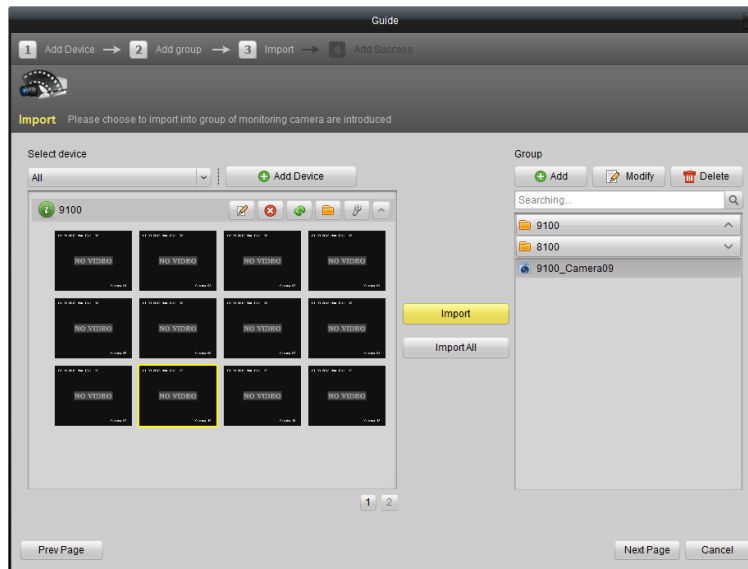 Guide
1 Add Device 2 Add group 3 Import 4 Add Success
Import Please choose to import into group of monitoring camera are introduced
Select device
All
Add Device
9100
NO VIDEO NO VIDEO NO VIDEO NO VIDEO
NO VIDEO NO VIDEO NO VIDEO NO VIDEO
NO VIDEO NO VIDEO NO VIDEO NO VIDEO
1 2
Import
Import All
Group
Add Modify Delete
Searching...
9100
8100
9100_Camera09
Prev Page Next Page Cancel